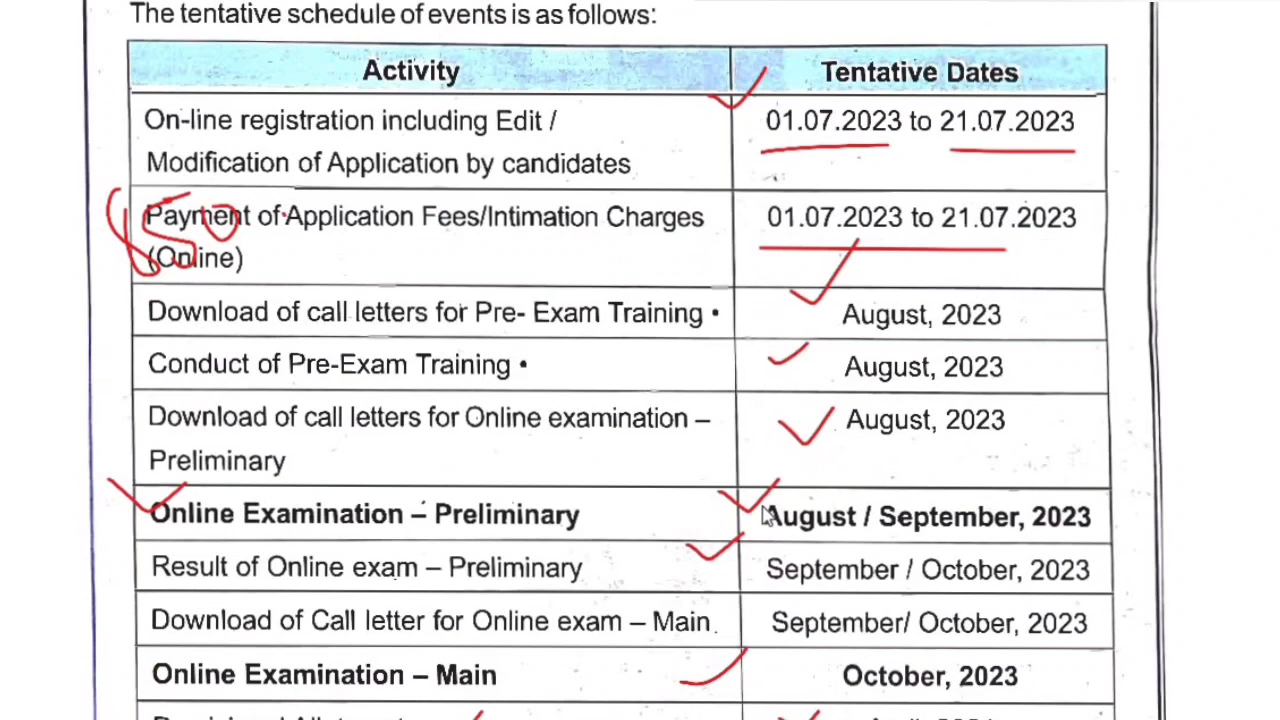 The tentative schedule of events is as follows:
Activity Tentative Dates
On-line registration including Edit / 01.07.2023 to 21.07.2023
Modification of Application by candidates
Payment of Application Fees/Intimation Charges 01.07.2023 to 21.07.2023
(Online)
850
Download of call letters for Pre- Exam Training • August, 2023
Conduct of Pre-Exam Training • August, 2023
Download of call letters for Online examination – August, 2023
Preliminary
Online Examination – Preliminary August / September, 2023
Result of Online exam – Preliminary September / October, 2023
Download of Call letter for Online exam – Main September/ October, 2023
Online Examination – Main October, 2023